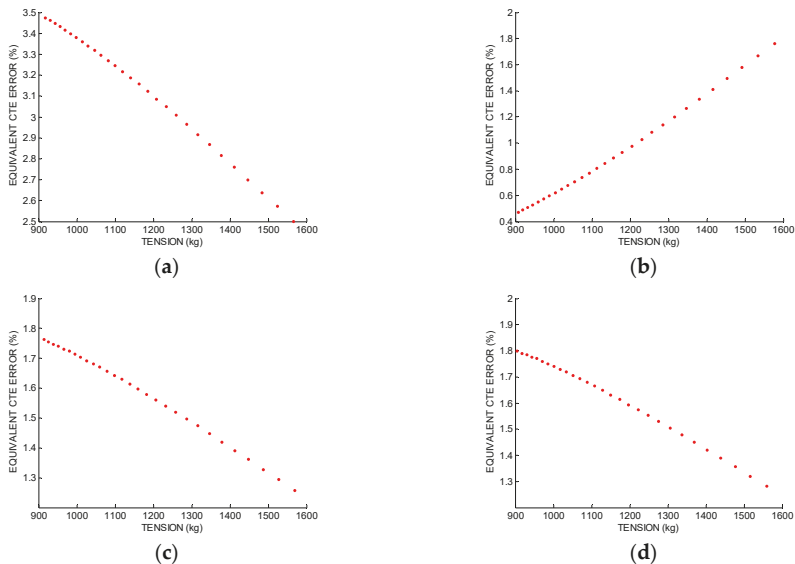 3.5
3.4
3.3
3.2
3.1
3
2.9
2.8
2.7
2.6
2.5
EQUIVALENT CTE ERROR (%)
900 1000 1100 1200 1300 1400 1500 1600
TENSION (kg)
(a)
2
1.8
1.6
1.4
1.2
1
0.8
0.6
0.4
EQUIVALENT CTE ERROR (%)
900 1000 1100 1200 1300 1400 1500 1600
TENSION (kg)
(b)
1.9
1.8
1.7
1.6
1.5
1.4
1.3
EQUIVALENT CTE ERROR (%)
900 1000 1100 1200 1300 1400 1500 1600
TENSION (kg)
(c)
2
1.9
1.8
1.7
1.6
1.5
1.4
1.3
EQUIVALENT CTE ERROR (%)
900 1000 1100 1200 1300 1400 1500 1600
TENSION (kg)
(d)